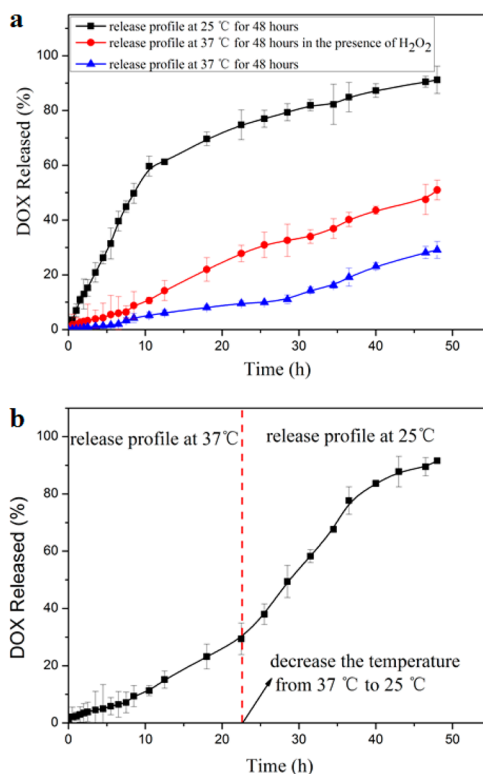 a
release profile at 25 ℃ for 48 hours
release profile at 37 ℃ for 48 hours in the presence of H₂O₂
release profile at 37 ℃ for 48 hours
DOX Released (%)
100
80
60
40
20
0
0 10 20 30 40 50
Time (h)
b
release profile at 37℃
release profile at 25℃
DOX Released (%)
100
80
60
40
20
0
decrease the temperature
from 37 ℃ to 25 ℃
0 10 20 30 40 50
Time (h)